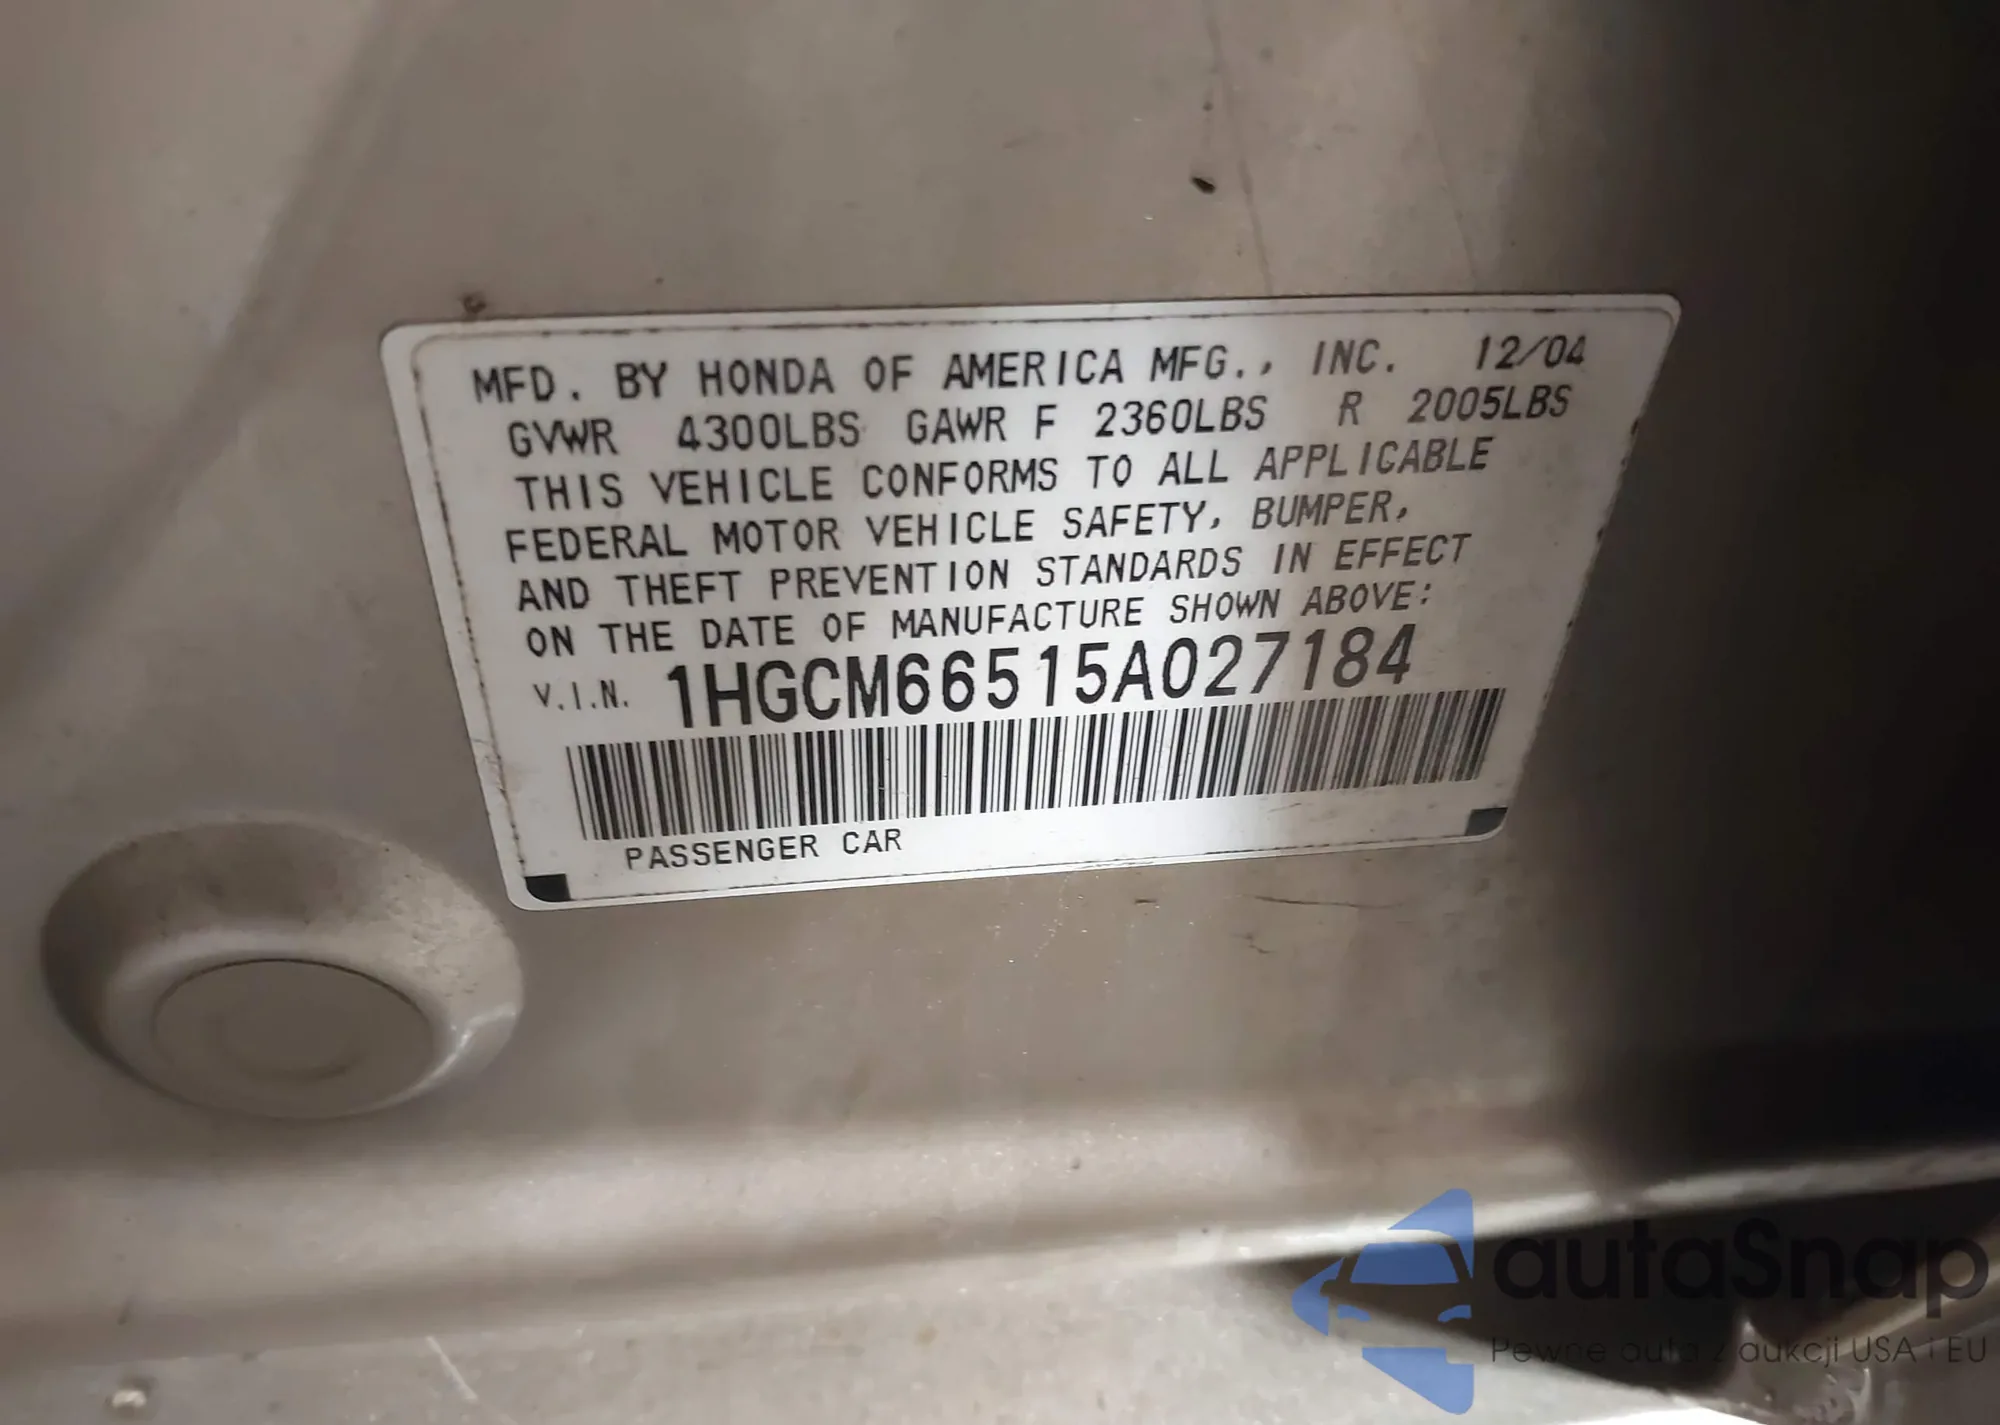 MFD. BY HONDA OF AMERICA MFG., INC. 12/04
GVWR 4300LBS GAWR F 2360LBS R 2005LBS
THIS VEHICLE CONFORMS TO ALL APPLICABLE
FEDERAL MOTOR VEHICLE SAFETY, BUMPER,
AND THEFT PREVENTION STANDARDS IN EFFECT
ON THE DATE OF MANUFACTURE SHOWN ABOVE:
V.I.N. 1HGCM66515A027184
PASSENGER CAR
autaSnap
Pewne auta z aukcji USA i EU